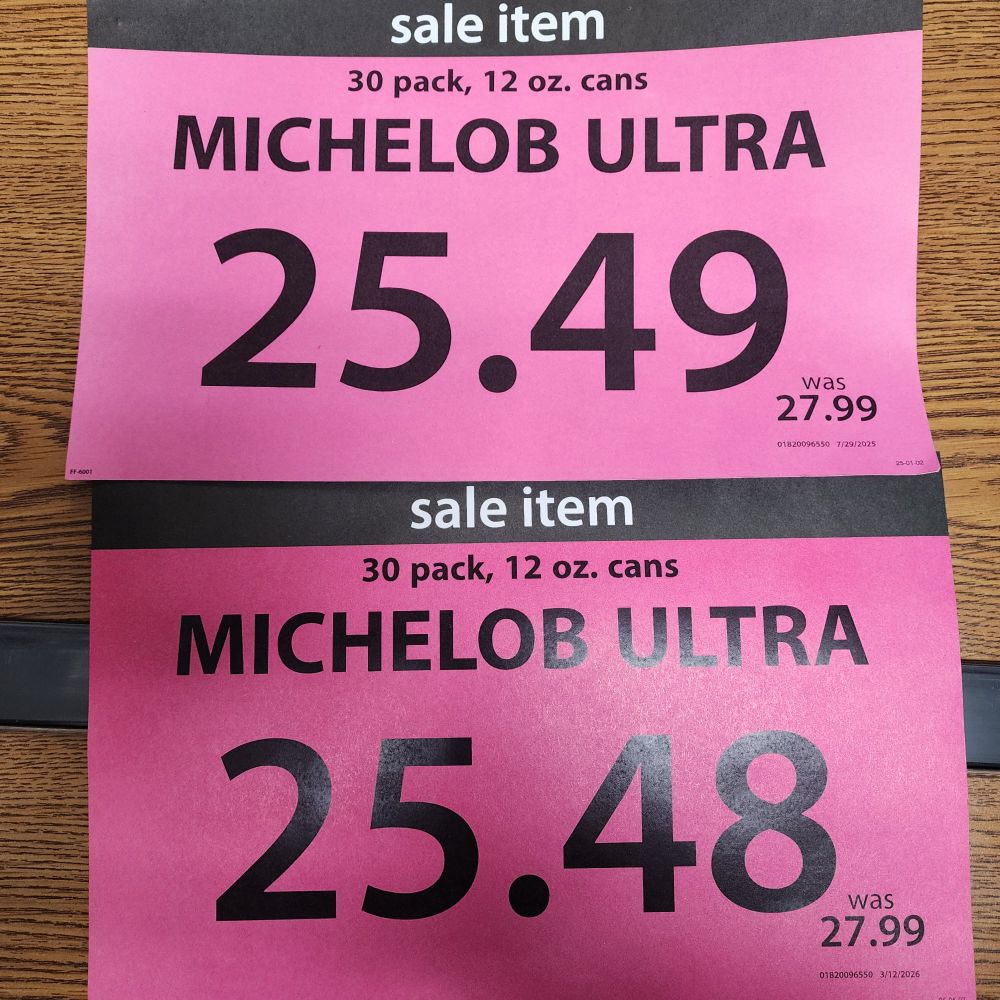 sale item
30 pack, 12 oz. cans
MICHELOB ULTRA
25.49
was
27.99
01820096550 7/29/2025
FF-6001
25-01-02
sale item
30 pack, 12 oz. cans
MICHELOB ULTRA
25.48
was
27.99
01820096550 3/12/2026